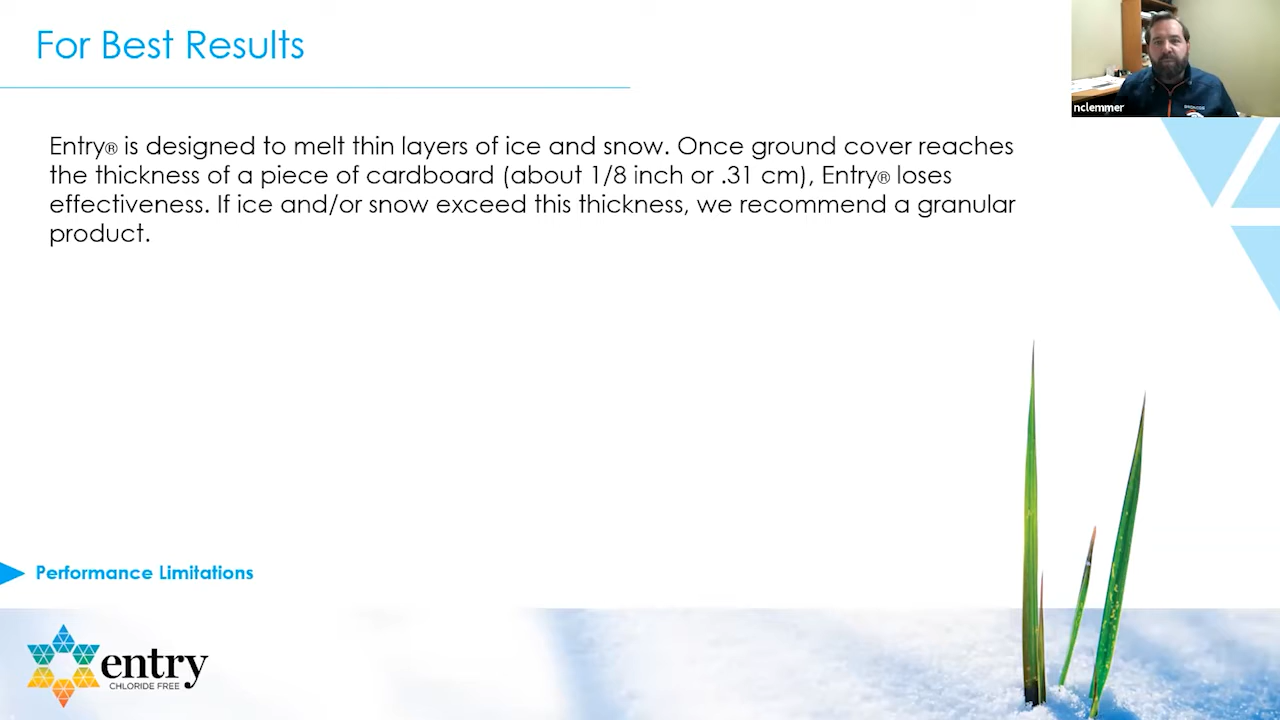 For Best Results
nclemmer
BRONCOS
Entry® is designed to melt thin layers of ice and snow. Once ground cover reaches
the thickness of a piece of cardboard (about 1/8 inch or .31 cm), Entry® loses
effectiveness. If ice and/or snow exceed this thickness, we recommend a granular
product.
Performance Limitations
entry
CHLORIDE FREE